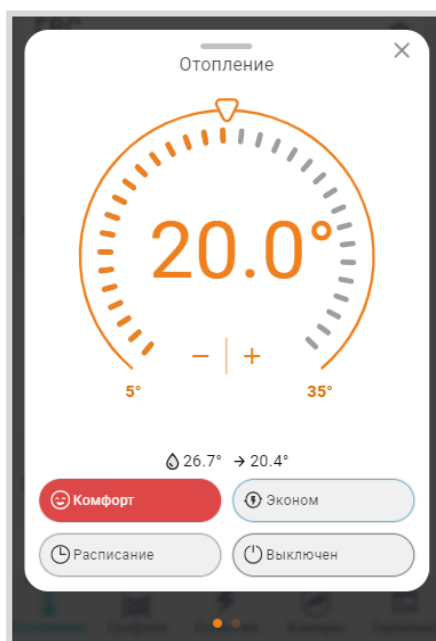 Отопление
20.0°
− +
5° 35°
26.7° → 20.4°
Комфорт Эконом
Расписание Выключен